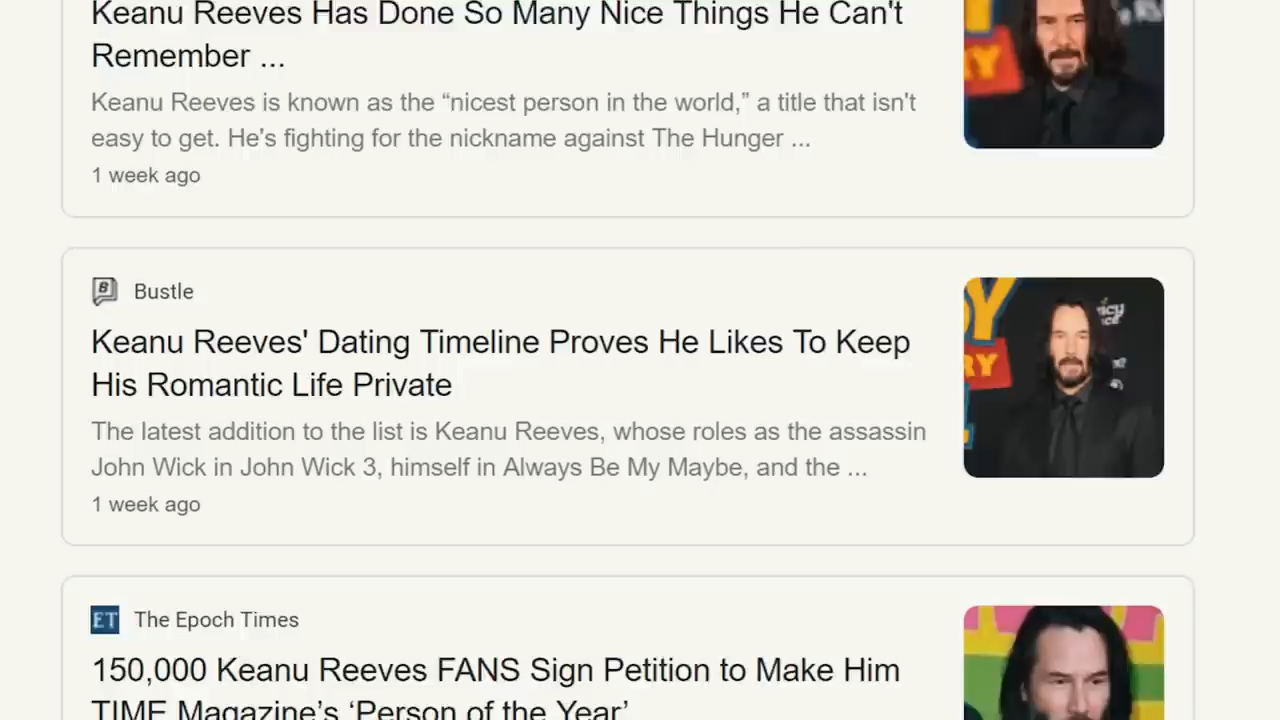 Keanu Reeves Has Done So Many Nice Things He Can't
Remember ...
Keanu Reeves is known as the “nicest person in the world,” a title that isn't
easy to get. He's fighting for the nickname against The Hunger ...
1 week ago
B Bustle
Keanu Reeves' Dating Timeline Proves He Likes To Keep
His Romantic Life Private
The latest addition to the list is Keanu Reeves, whose roles as the assassin
John Wick in John Wick 3, himself in Always Be My Maybe, and the ...
1 week ago
ET The Epoch Times
150,000 Keanu Reeves FANS Sign Petition to Make Him
TIME Magazine’s ‘Person of the Year’